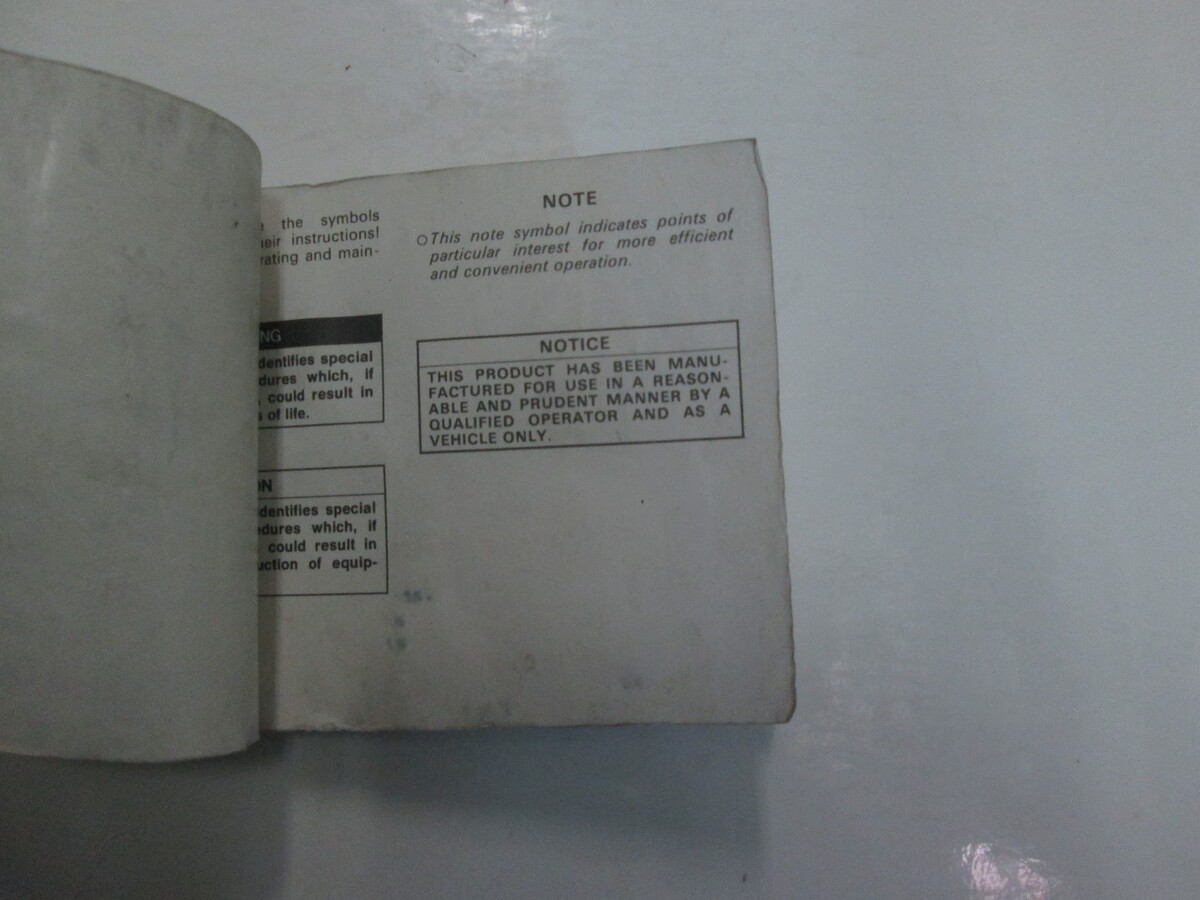 the symbols
heir instructions!
rating and main-
NG
dentifies special
dures which, if
, could result in
s of life.
ON
dentifies special
edures which, if
could result in
uction of equip-
NOTE
○ This note symbol indicates points of
particular interest for more efficient
and convenient operation.
NOTICE
THIS PRODUCT HAS BEEN MANU-
FACTURED FOR USE IN A REASON-
ABLE AND PRUDENT MANNER BY A
QUALIFIED OPERATOR AND AS A
VEHICLE ONLY.